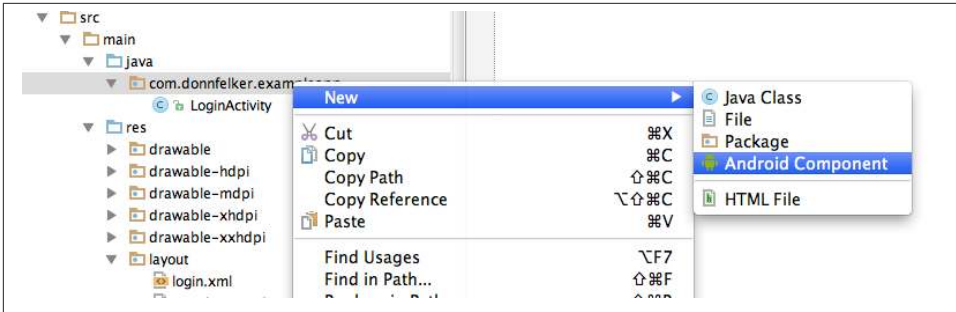 src
main
java
com.donnfelker.exampleapp
LoginActivity
res
drawable
drawable-hdpi
drawable-mdpi
drawable-xhdpi
drawable-xxhdpi
layout
login.xml
New
Cut ⌘X
Copy ⌘C
Copy Path ⇧⌘C
Copy Reference ⌥⇧⌘C
Paste ⌘V
Find Usages ⌥F7
Find in Path... ⇧⌘F
Java Class
File
Package
Android Component
HTML File